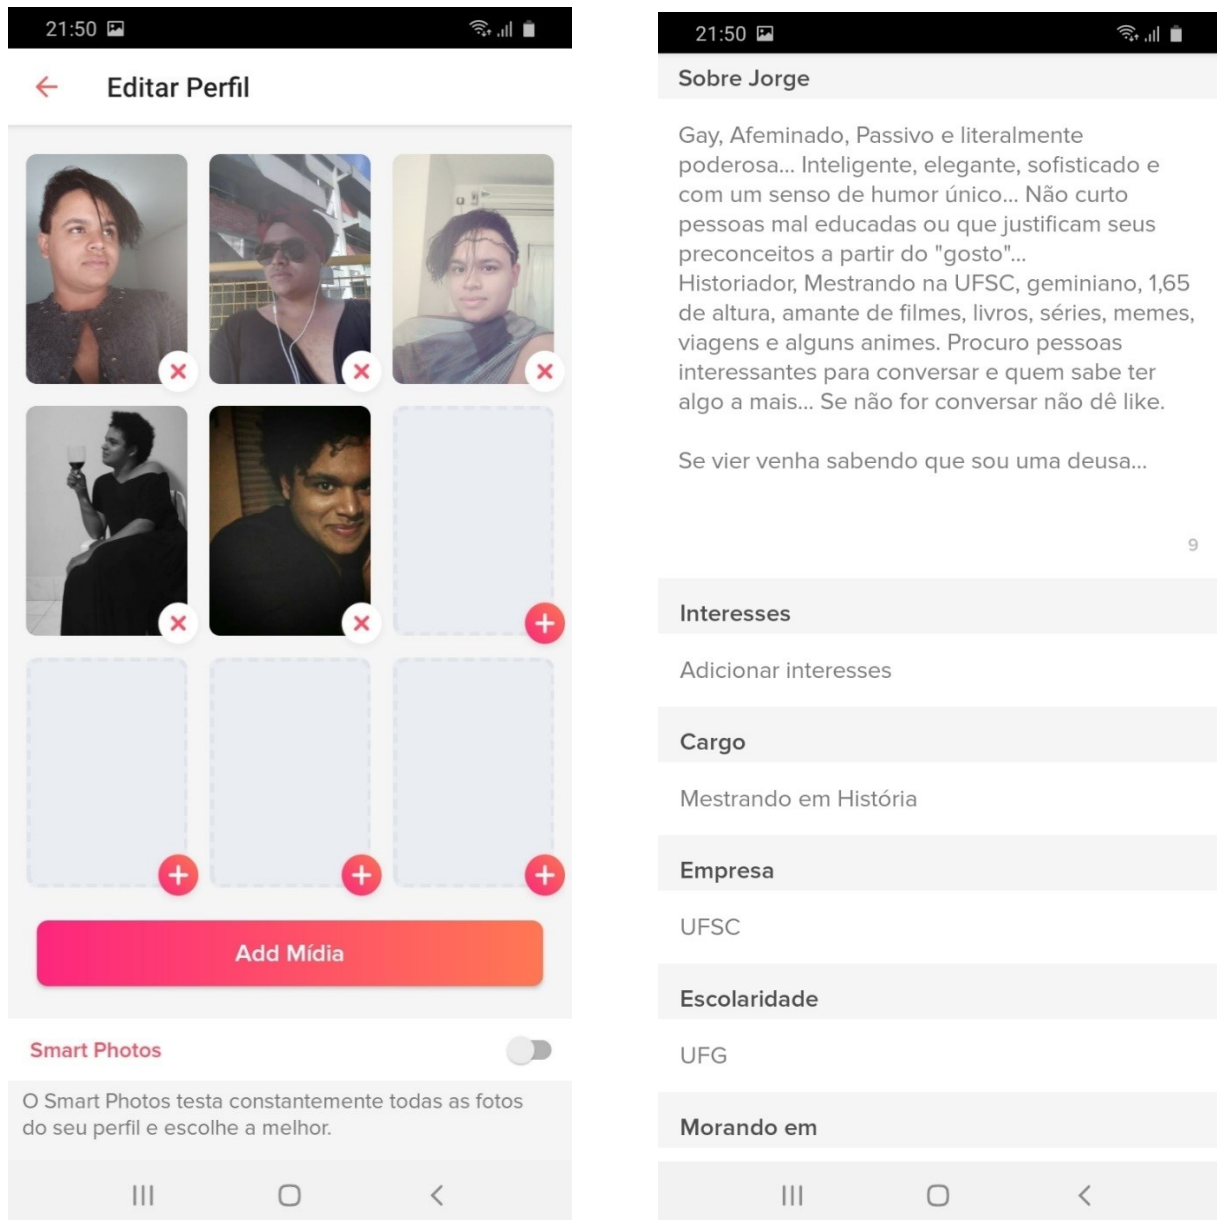 21:50
Editar Perfil
Add Mídia
Smart Photos
O Smart Photos testa constantemente todas as fotos
do seu perfil e escolhe a melhor.
21:50
Sobre Jorge
Gay, Afeminado, Passivo e literalmente
poderosa... Inteligente, elegante, sofisticado e
com um senso de humor único... Não curto
pessoas mal educadas ou que justificam seus
preconceitos a partir do "gosto"...
Historiador, Mestrando na UFSC, geminiano, 1,65
de altura, amante de filmes, livros, séries, memes,
viagens e alguns animes. Procuro pessoas
interessantes para conversar e quem sabe ter
algo a mais... Se não for conversar não dê like.
Se vier venha sabendo que sou uma deusa...
9
Interesses
Adicionar interesses
Cargo
Mestrando em História
Empresa
UFSC
Escolaridade
UFG
Morando em